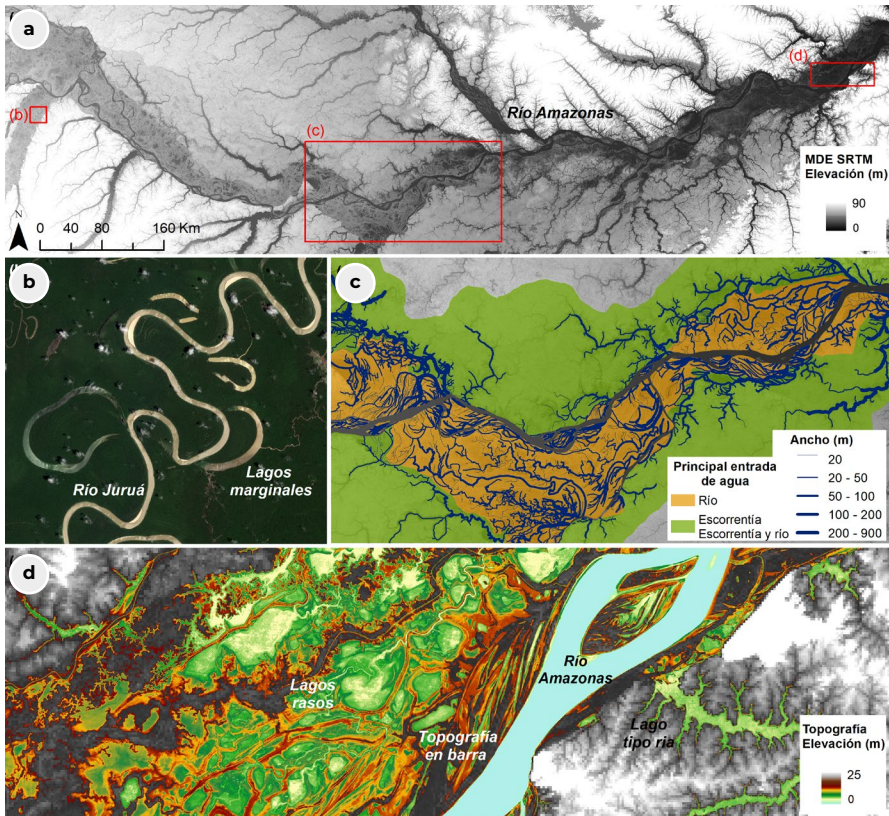 a
(d)
(b)
(c)
Río Amazonas
MDE SRTM
Elevación (m)
90
0
N
0
80
160 Km
b
Río Juruá
Lagos
marginales
c
Principal entrada
de agua
Río
Escorrentía
Escorrentía y río
Ancho (m)
20
20 - 50
50 - 100
100 - 200
200 - 900
d
Lagos
rasos
Topografía
en barra
Río
Amazonas
Lago
tipo ria
Topografía
Elevación (m)
25
0